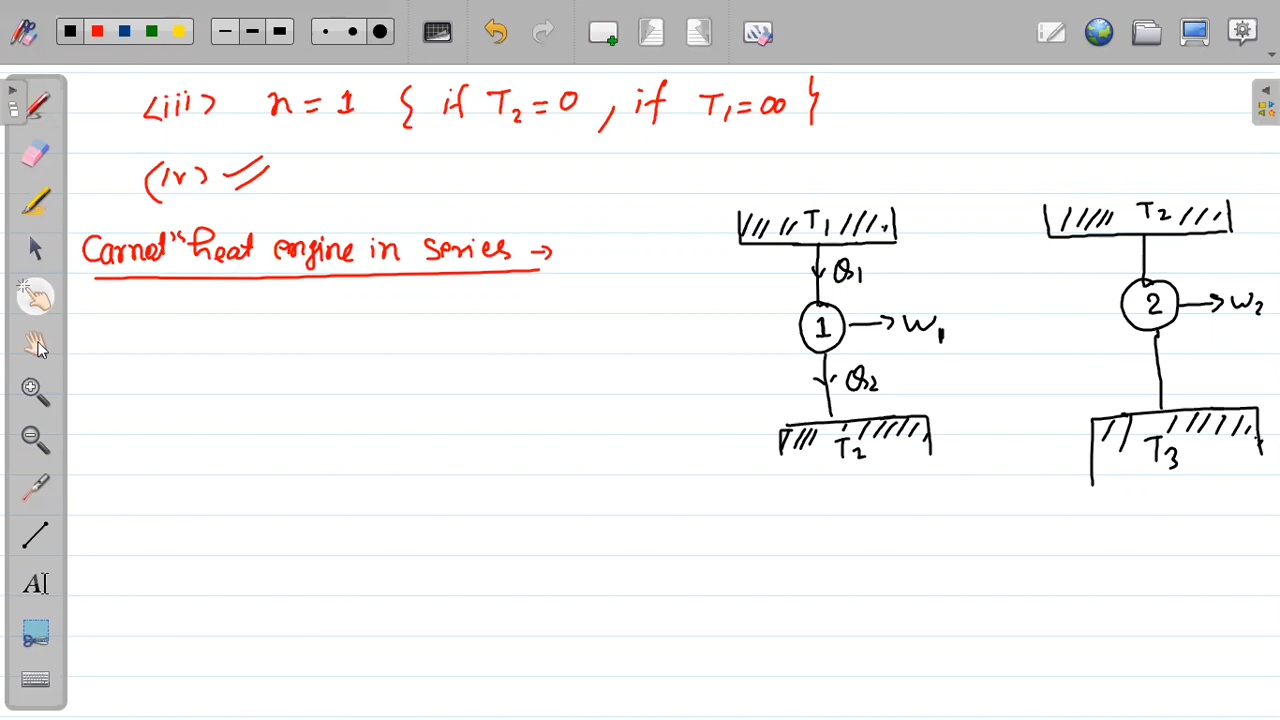 (iii) n = 1 { if T2 = 0 , if T1 = ∞ }
(iv)
Carnot's heat engine in series →
T1
Q1
1 → W1
Q2
T2
T2
2 → W2
T3
AI